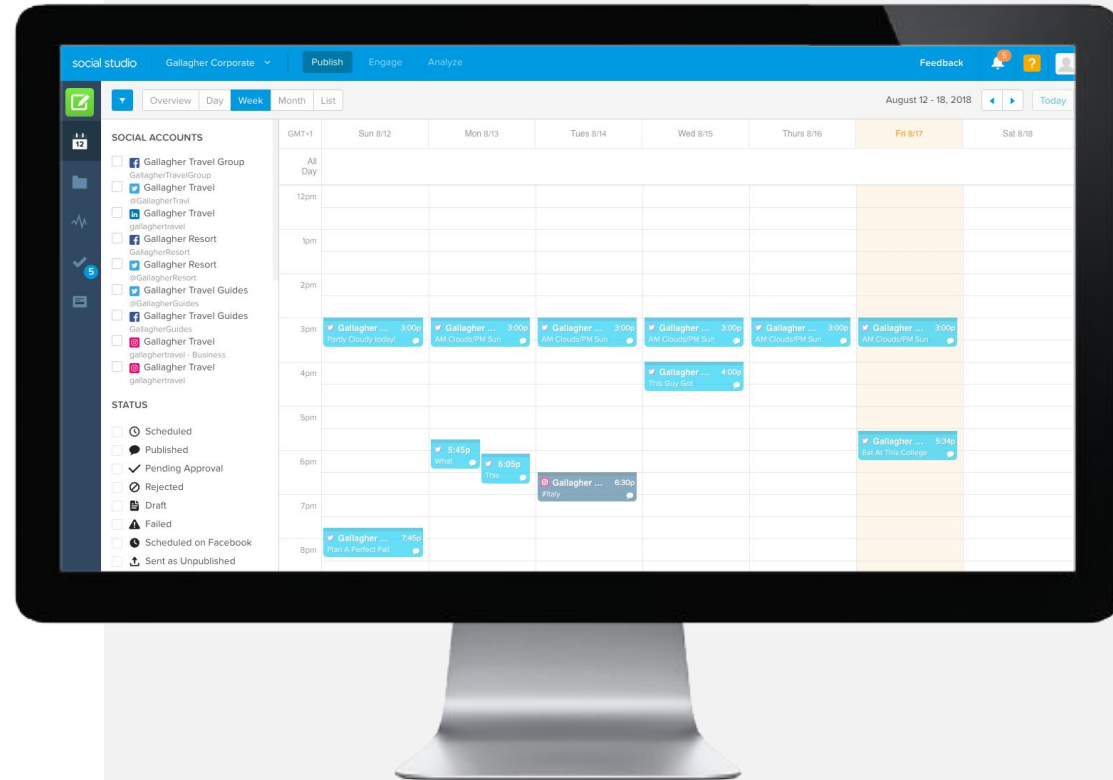 social studio Gallagher Corporate Publish Engage Analyze Feedback 5 ?
Overview Day Week Month List August 12 - 18, 2018 Today
12
5
SOCIAL ACCOUNTS
Gallagher Travel Group
GallagherTravelGroup
Gallagher Travel
@GallagherTravl
in Gallagher Travel
gallaghertravel
Gallagher Resort
GallagherResort
Gallagher Resort
@GallagherResort
Gallagher Travel Guides
@GallagherGuides
Gallagher Travel Guides
GallagherGuides
Gallagher Travel
gallaghertravel - Business
Gallagher Travel
gallaghertravel
STATUS
Scheduled
Published
Pending Approval
Rejected
Draft
Failed
Scheduled on Facebook
Sent as Unpublished
GMT+1 Sun 8/12 Mon 8/13 Tues 8/14 Wed 8/15 Thurs 8/16 Fri 8/17 Sat 8/18
All
Day
12pm
1pm
2pm
3pm
Gallagher ... 3:00p Gallagher ... 3:00p Gallagher ... 3:00p Gallagher ... 3:00p Gallagher ... 3:00p Gallagher ... 3:00p
Partly Cloudy today! AM Clouds/PM Sun AM Clouds/PM Sun AM Clouds/PM Sun AM Clouds/PM Sun AM Clouds/PM Sun
4pm Gallagher ... 4:00p
This Guy Got
5pm
Gallagher ... 5:34p
Eat At This College
5:45p
What
6pm 6:05p
This
Gallagher ... 6:30p
#Italy
7pm
Gallagher ... 7:45p
8pm Plan A Perfect Fall